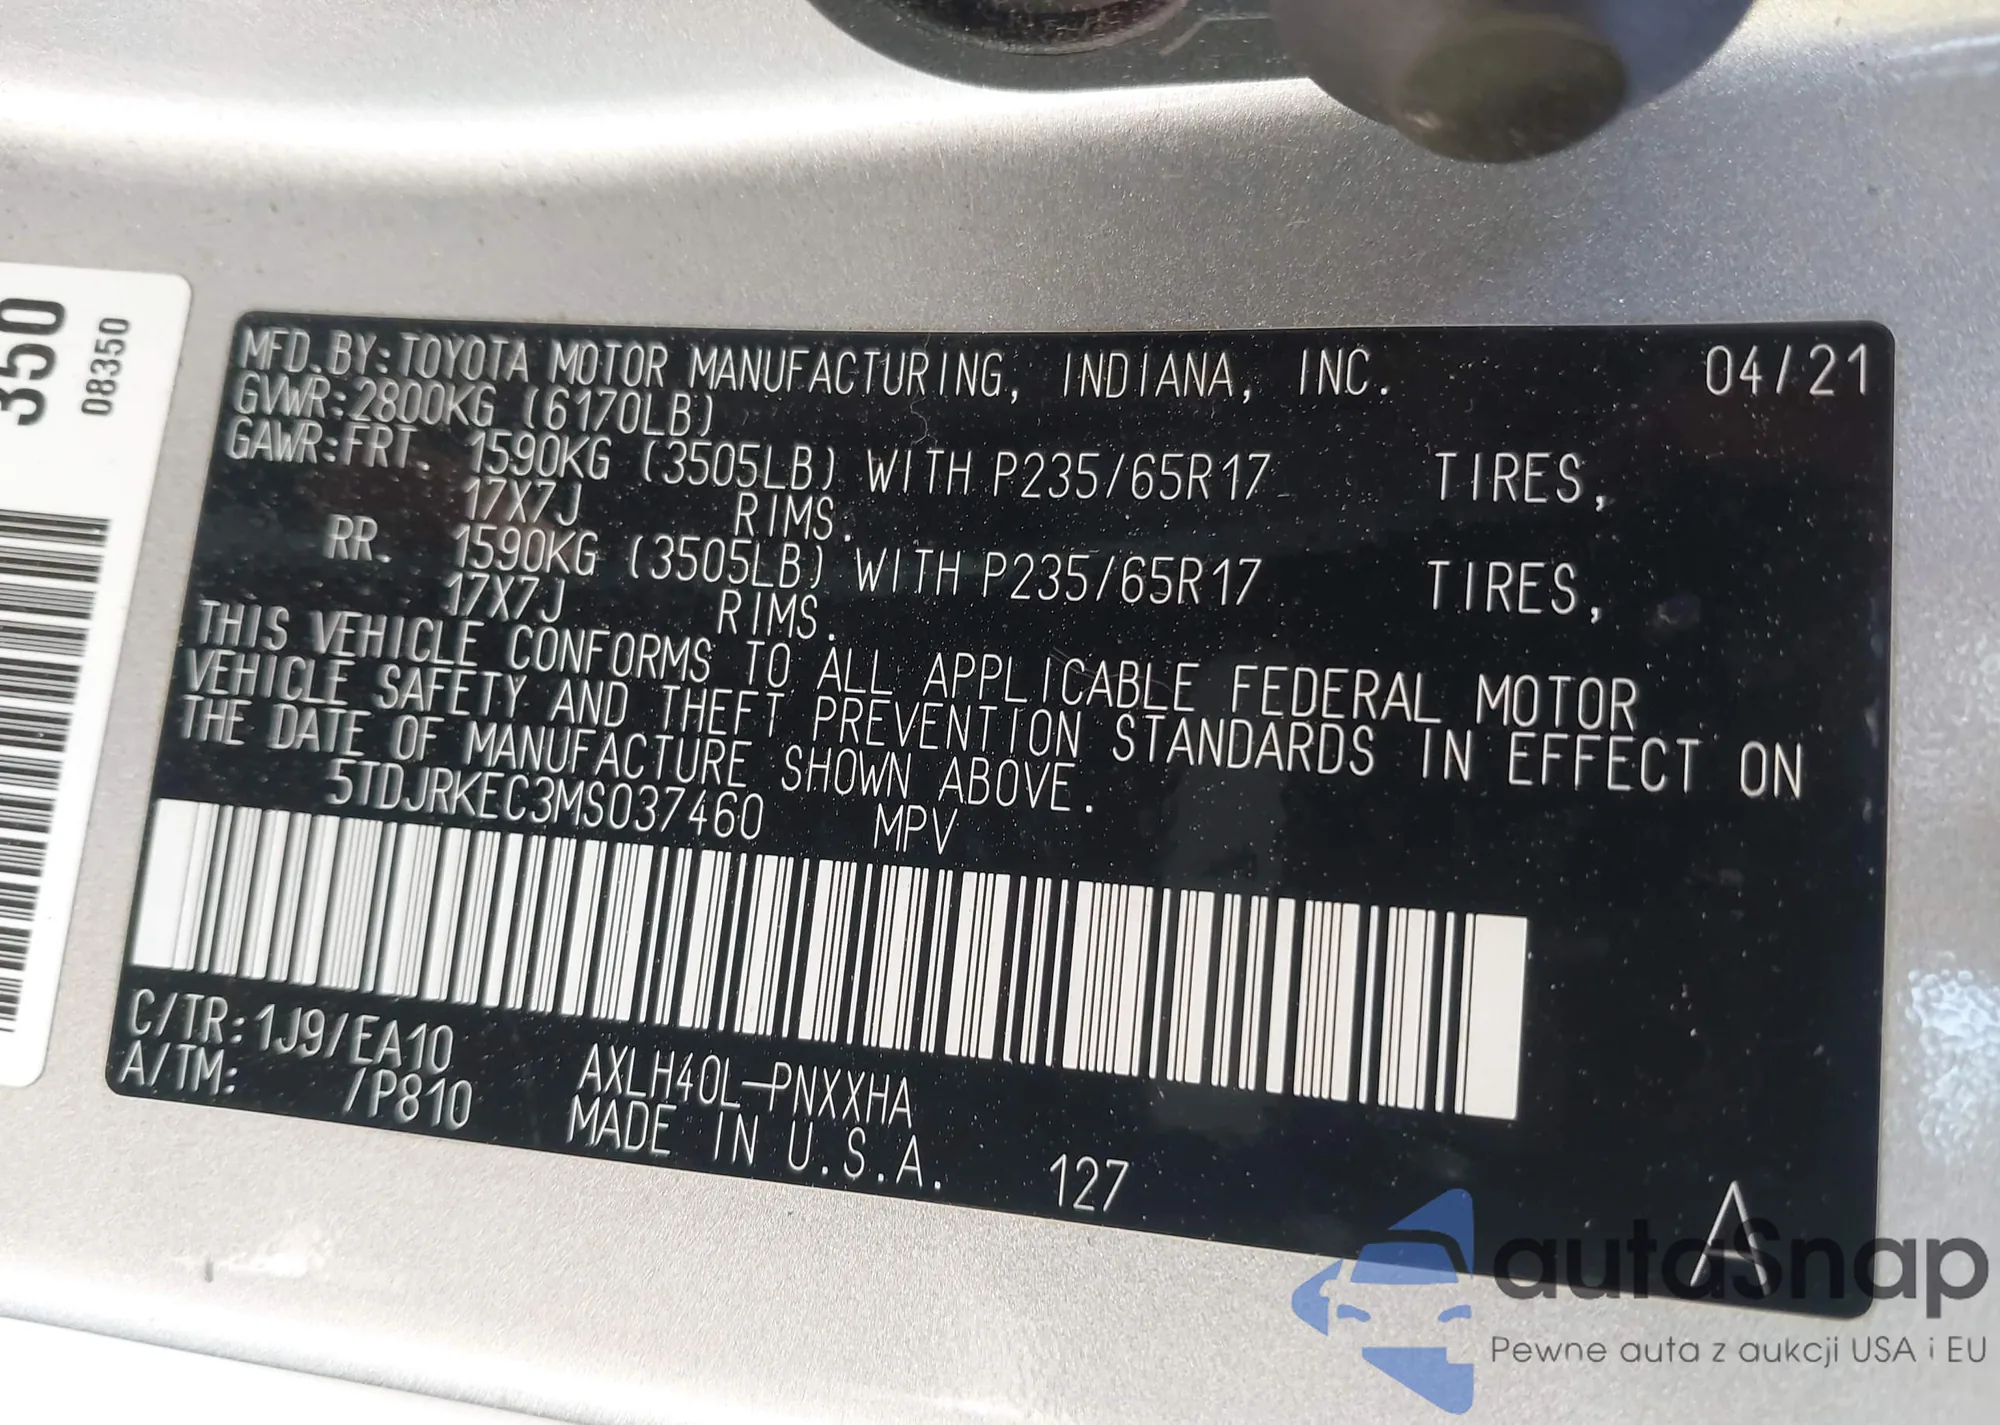 350
08350
MFD.BY:TOYOTA MOTOR MANUFACTURING, INDIANA, INC. 04/21
GVWR:2800KG (6170LB)
GAWR:FRT. 1590KG (3505LB) WITH P235/65R17 TIRES,
17X7J RIMS.
RR. 1590KG (3505LB) WITH P235/65R17 TIRES,
17X7J RIMS.
THIS VEHICLE CONFORMS TO ALL APPLICABLE FEDERAL MOTOR
VEHICLE SAFETY AND THEFT PREVENTION STANDARDS IN EFFECT ON
THE DATE OF MANUFACTURE SHOWN ABOVE.
5TDJRKEC3MS037460 MPV
C/TR:1J9/EA10 AXLH40L-PNXXHA
A/TM: /P810 MADE IN U.S.A. 127 A
autoSnap
Pewne auta z aukcji USA i EU